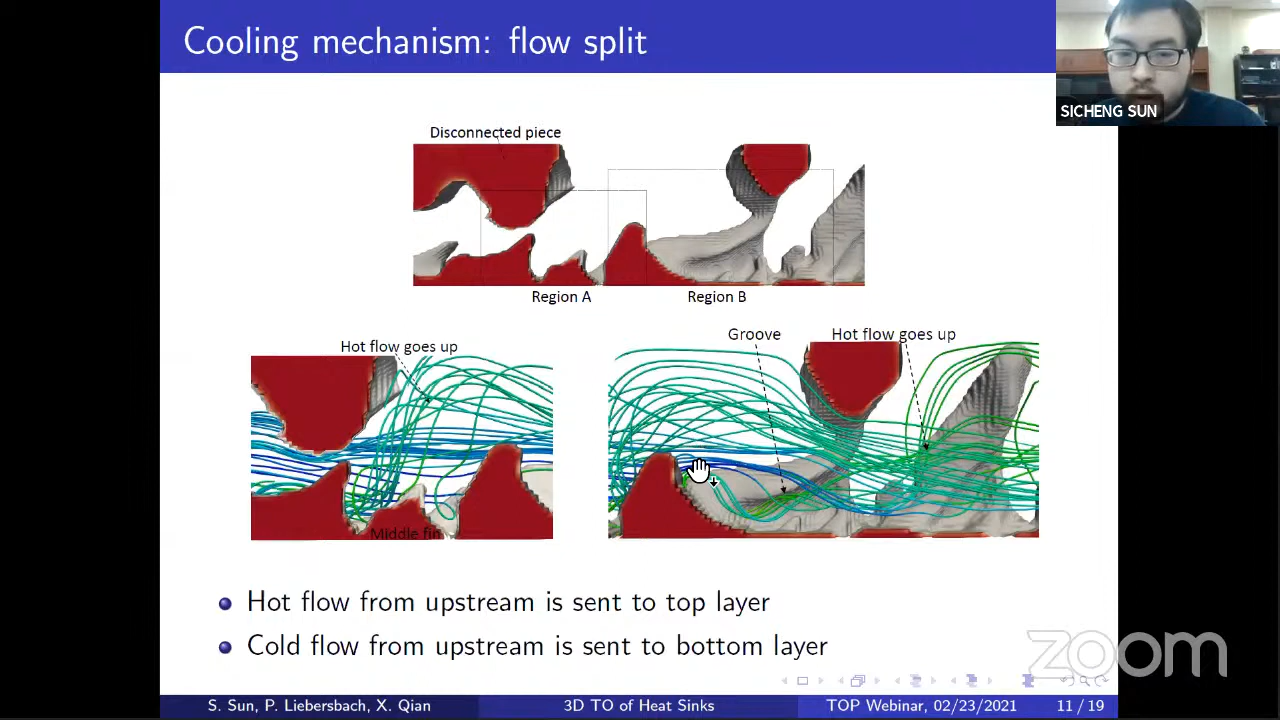 Cooling mechanism: flow split
SICHENG SUN
Disconnected piece
Region A
Region B
Hot flow goes up
Groove
Hot flow goes up
Middle fin
Hot flow from upstream is sent to top layer
Cold flow from upstream is sent to bottom layer
zoom
S. Sun, P. Liebersbach, X. Qian
3D TO of Heat Sinks
TOP Webinar, 02/23/2021
11 / 19